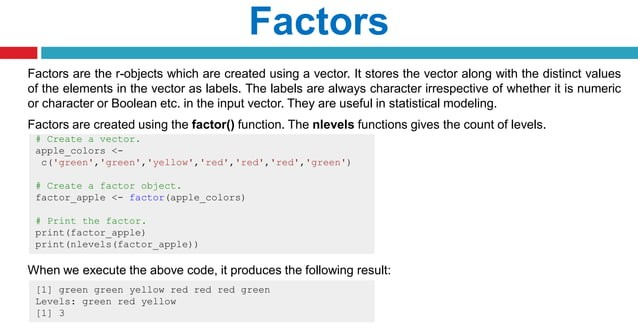 Factors
Factors are the r-objects which are created using a vector. It stores the vector along with the distinct values
of the elements in the vector as labels. The labels are always character irrespective of whether it is numeric
or character or Boolean etc. in the input vector. They are useful in statistical modeling.
Factors are created using the factor() function. The nlevels functions gives the count of levels.
# Create a vector.
apple_colors <-
c('green','green','yellow','red','red','red','green')
# Create a factor object.
factor_apple <- factor(apple_colors)
# Print the factor.
print(factor_apple)
print(nlevels(factor_apple))
When we execute the above code, it produces the following result:
[1] green green yellow red red red green
Levels: green red yellow
[1] 3